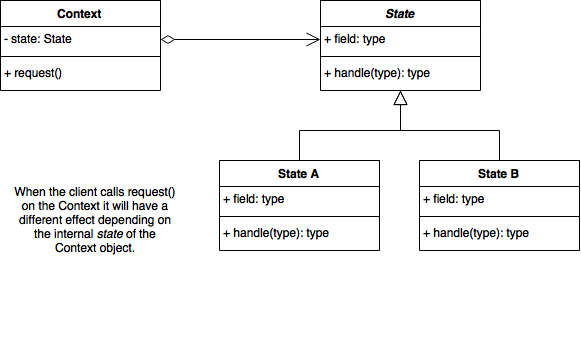 Context
- state: State
+ request()
State
+ field: type
+ handle(type): type
State A
+ field: type
+ handle(type): type
State B
+ field: type
+ handle(type): type
When the client calls request()
on the Context it will have a
different effect depending on
the internal state of the
Context object.